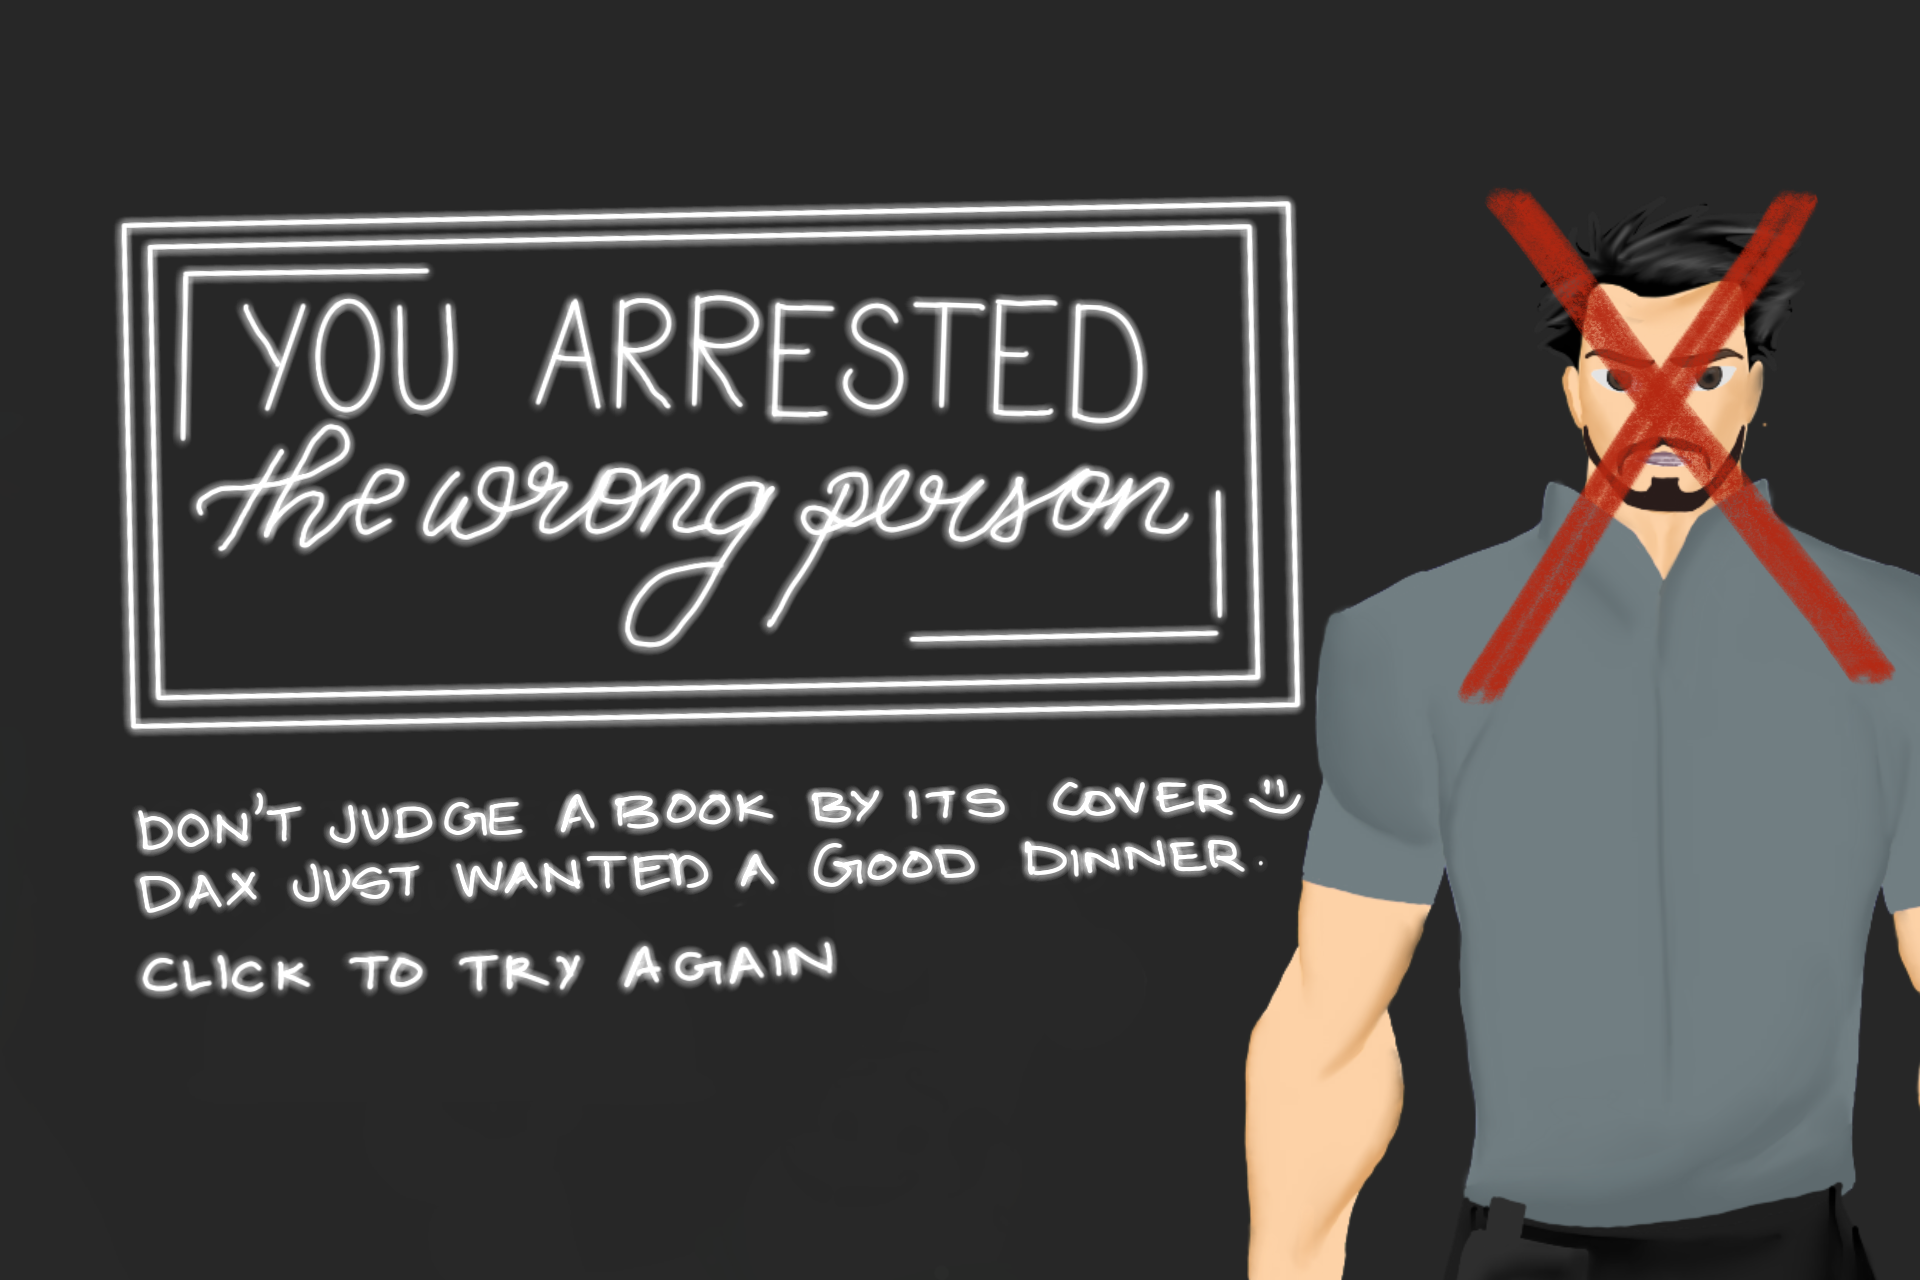 YOU ARRESTED
the wrong person
DON'T JUDGE A BOOK BY ITS COVER
DAX JUST WANTED A GOOD DINNER.
CLICK TO TRY AGAIN